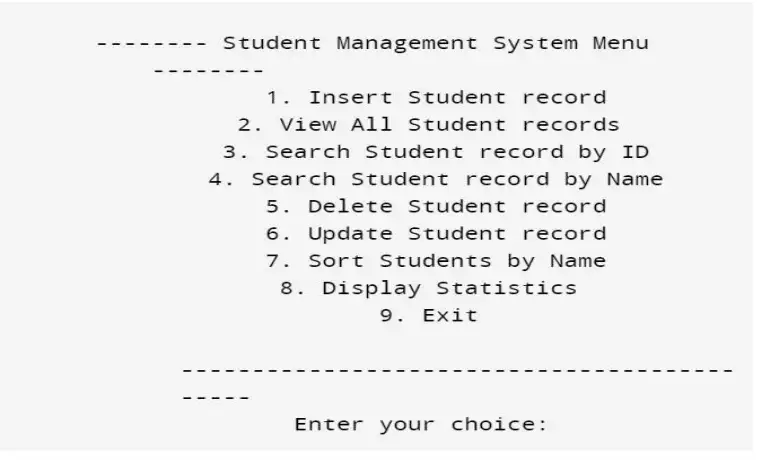 -------- Student Management System Menu
--------
1. Insert Student record
2. View All Student records
3. Search Student record by ID
4. Search Student record by Name
5. Delete Student record
6. Update Student record
7. Sort Students by Name
8. Display Statistics
9. Exit
---------------------------------------
-----
Enter your choice: